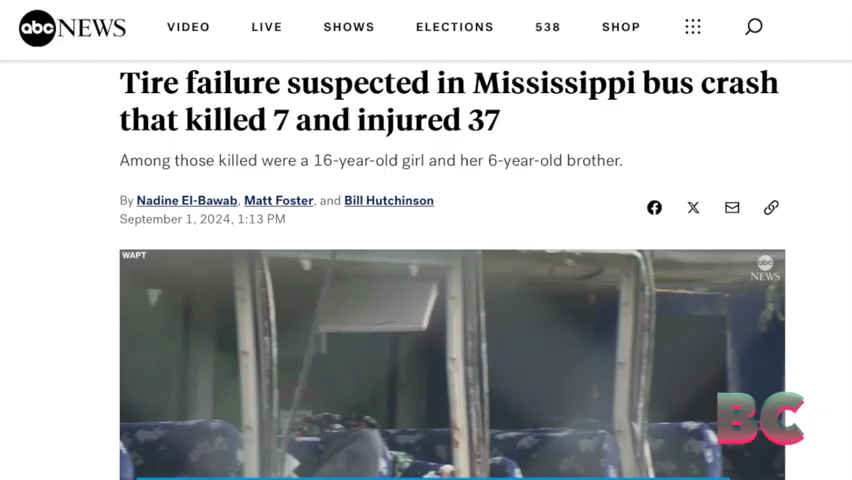 abc NEWS VIDEO LIVE SHOWS ELECTIONS 538 SHOP
Tire failure suspected in Mississippi bus crash
that killed 7 and injured 37
Among those killed were a 16-year-old girl and her 6-year-old brother.
By Nadine El-Bawab, Matt Foster, and Bill Hutchinson
September 1, 2024, 1:13 PM
WAPT
abc
NEWS
BC